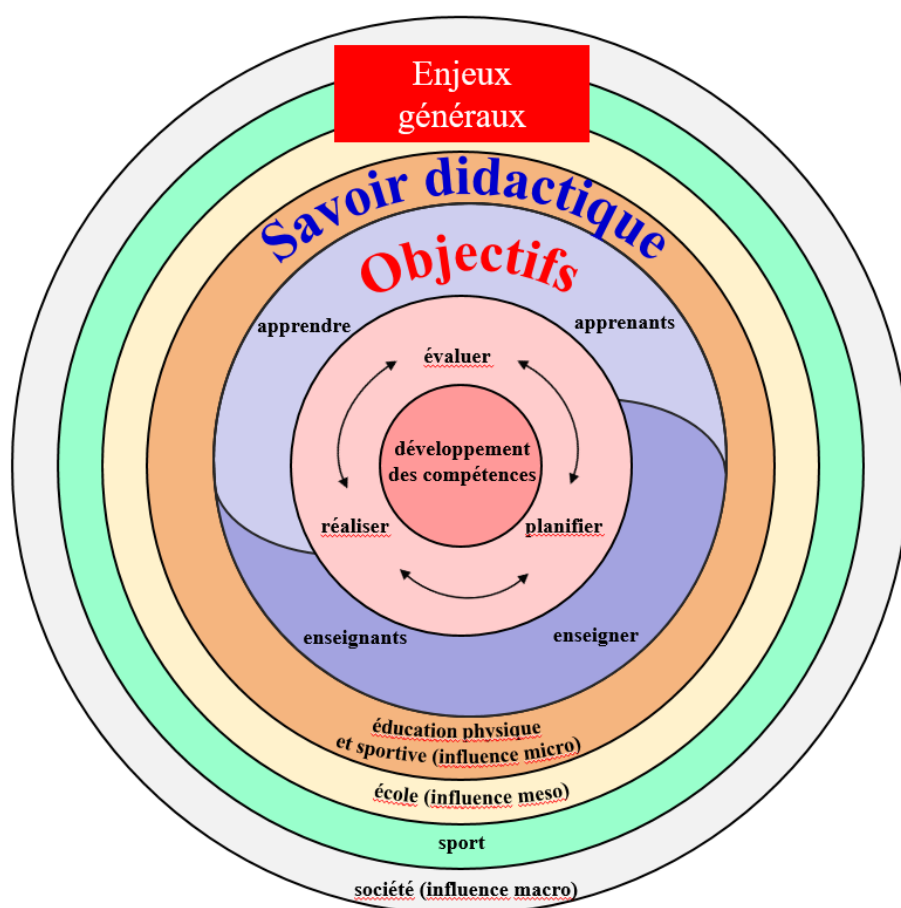 Enjeux
généraux
Savoir didactique
Objectifs
apprendre
apprenants
évaluer
développement
des compétences
réaliser
planifier
enseignants
enseigner
éducation physique
et sportive (influence micro)
école (influence meso)
sport
société (influence macro)